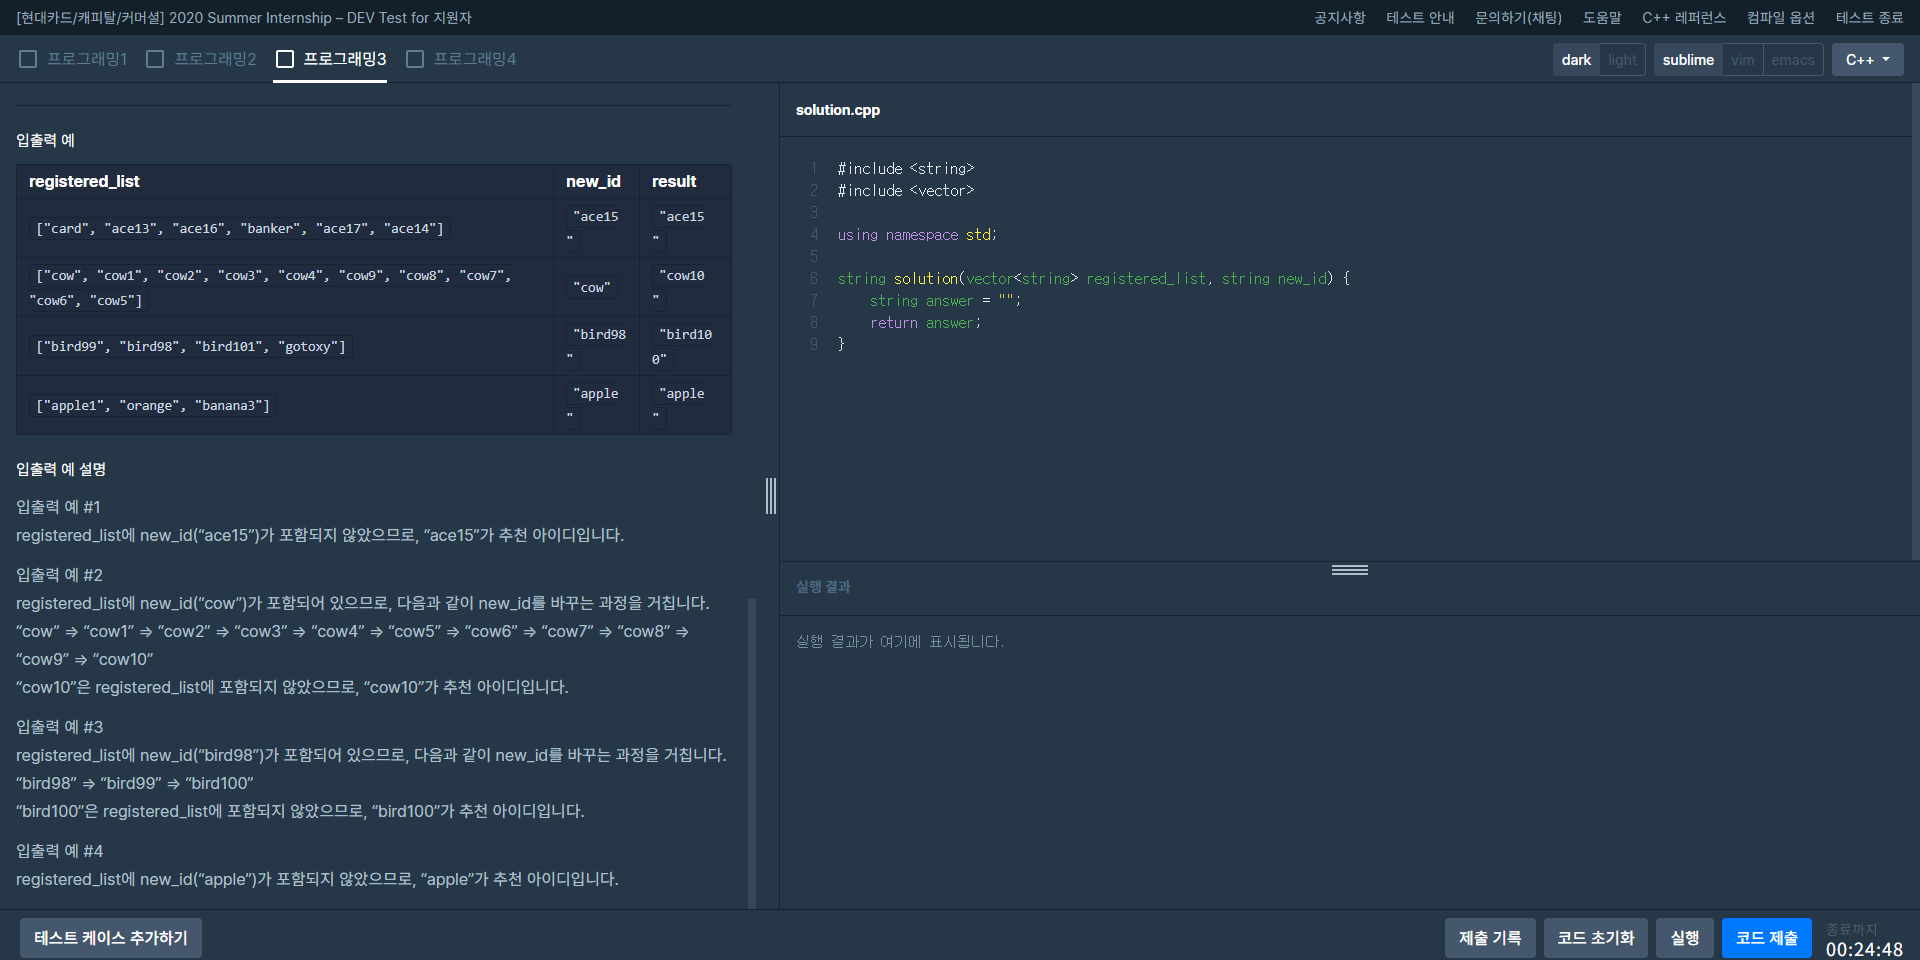 [현대카드/캐피탈/커머셜] 2020 Summer Internship – DEV Test for 지원자
공지사항 테스트 안내 문의하기(채팅) 도움말 C++ 레퍼런스 컴파일 옵션 테스트 종료
프로그래밍1 프로그래밍2 프로그래밍3 프로그래밍4
dark light sublime vim emacs C++
입출력 예
registered_list new_id result
["card", "ace13", "ace16", "banker", "ace17", "ace14"] "ace15" "ace15"
["cow", "cow1", "cow2", "cow3", "cow4", "cow9", "cow8", "cow7",
"cow6", "cow5"] "cow" "cow10"
["bird99", "bird98", "bird101", "gotoxy"] "bird98" "bird100"
["apple1", "orange", "banana3"] "apple" "apple"
입출력 예 설명
입출력 예 #1
registered_list에 new_id(“ace15”)가 포함되지 않았으므로, “ace15”가 추천 아이디입니다.
입출력 예 #2
registered_list에 new_id(“cow”)가 포함되어 있으므로, 다음과 같이 new_id를 바꾸는 과정을 거칩니다.
“cow” ⇒ “cow1” ⇒ “cow2” ⇒ “cow3” ⇒ “cow4” ⇒ “cow5” ⇒ “cow6” ⇒ “cow7” ⇒ “cow8” ⇒
“cow9” ⇒ “cow10”
“cow10”은 registered_list에 포함되지 않았으므로, “cow10”가 추천 아이디입니다.
입출력 예 #3
registered_list에 new_id(“bird98”)가 포함되어 있으므로, 다음과 같이 new_id를 바꾸는 과정을 거칩니다.
“bird98” ⇒ “bird99” ⇒ “bird100”
“bird100”은 registered_list에 포함되지 않았으므로, “bird100”가 추천 아이디입니다.
입출력 예 #4
registered_list에 new_id(“apple”)가 포함되지 않았으므로, “apple”가 추천 아이디입니다.
solution.cpp
1 #include <string>
2 #include <vector>
3
4 using namespace std;
5
6 string solution(vector<string> registered_list, string new_id) {
7 string answer = "";
8 return answer;
9 }
실행 결과
실행 결과가 여기에 표시됩니다.
테스트 케이스 추가하기
제출 기록 코드 초기화 실행 코드 제출
종료까지
00:24:48